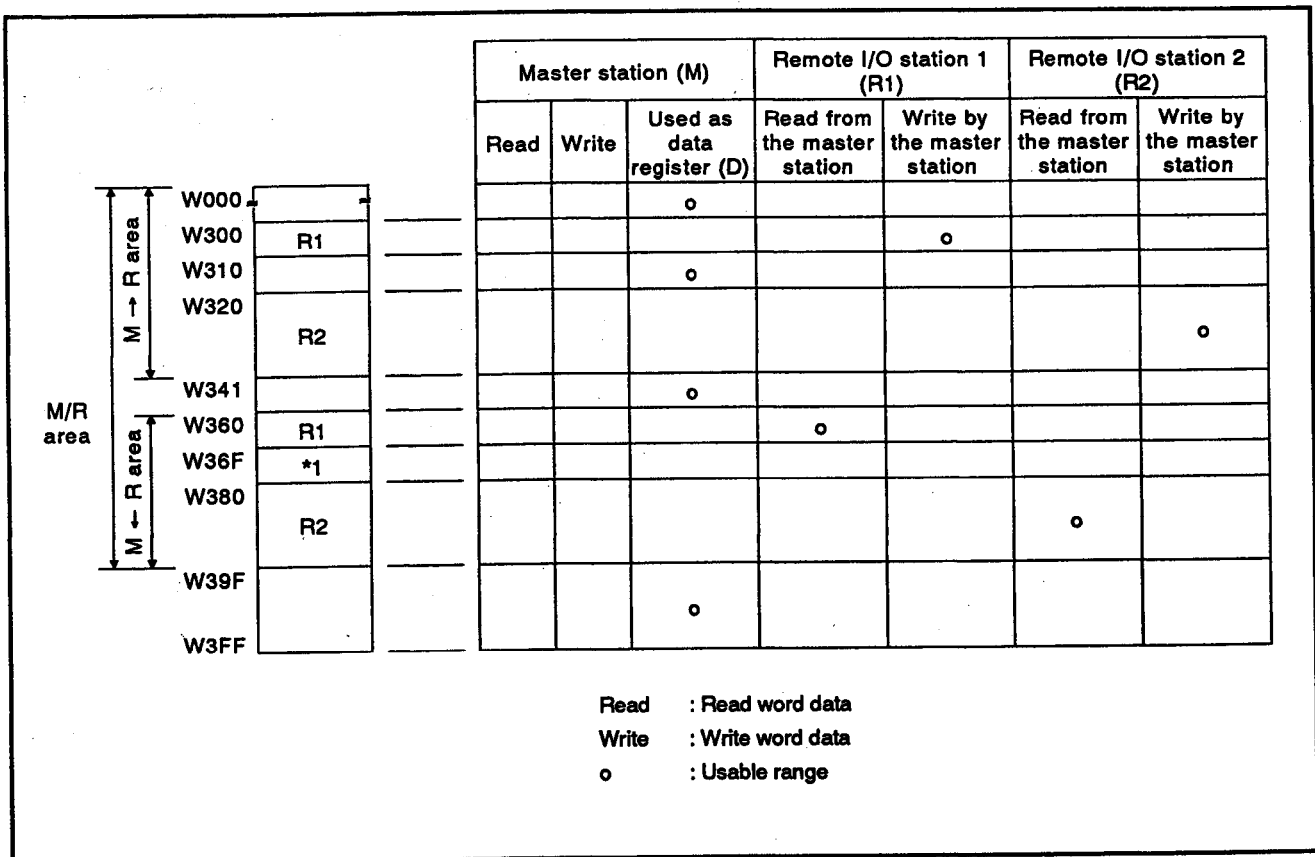 Master station (M)
Remote I/O station 1
(R1)
Remote I/O station 2
(R2)
Read
Write
Used as
data
register (D)
Read from
the master
station
Write by
the master
station
Read from
the master
station
Write by
the master
station
W000
o
W300
R1
o
W310
o
W320
R2
o
W341
o
W360
R1
o
W36F
*1
W380
R2
o
W39F
o
W3FF
M/R
area
M → R area
M ← R area
Read : Read word data
Write : Write word data
o : Usable range